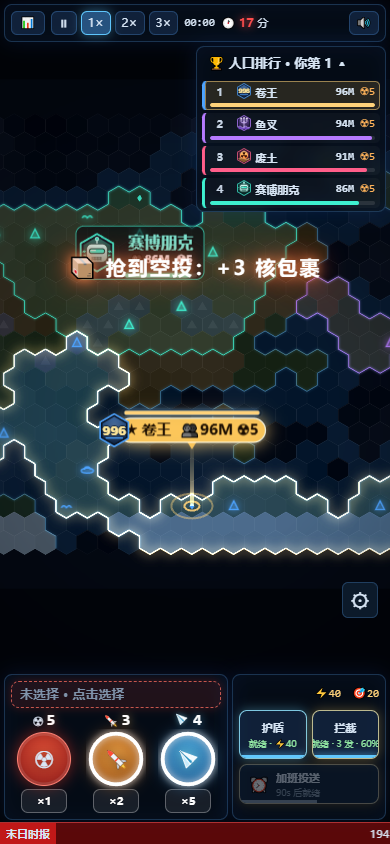 1× 2× 3× 00:00 17 分
人口排行 • 你第 1 ▲
1 996 卷王 96M ☢5
2 鱼叉 94M ☢5
3 废土 91M ☢5
4 赛博朋克 86M ☢5
赛博朋克
86M ☢5
抢到空投：+3 核包裹
996 ★ 卷王 96M ☢5
未选择 • 点击选择
☢ 5 3 4
×1 ×2 ×5
⚡40 🎯20
护盾
就绪 · ⚡40
拦截
就绪 · 3 发 · 60%
加班投送
90s 后就绪
末日时报 194